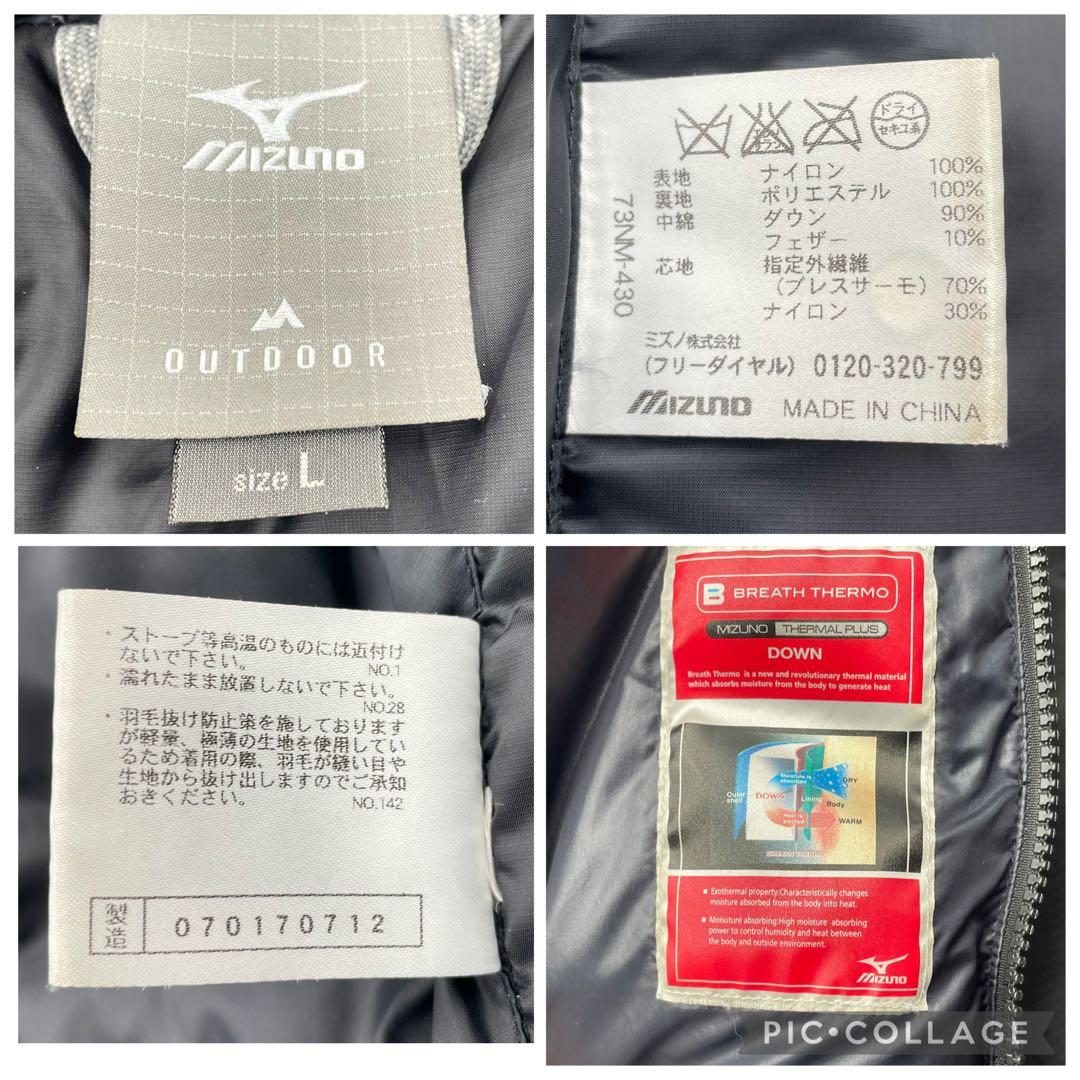 MIZUNO
OUTDOOR
size L
ドライ
セキユ系
表地 ナイロン 100%
裏地 ポリエステル 100%
中綿 ダウン 90%
フェザー 10%
芯地 指定外繊維
(ブレスサーモ) 70%
ナイロン 30%
73NM-430
ミズノ株式会社
(フリーダイヤル) 0120-320-799
MIZUNO MADE IN CHINA
・ストーブ等高温のものには近付け
ないで下さい。 NO.1
・濡れたまま放置しないで下さい。
NO.28
・羽毛抜け防止策を施しております
が軽量、極薄の生地を使用してい
るため着用の際、羽毛が縫い目や
生地から抜け出しますのでご承知
おきください。 NO.142
製造 070170712
B BREATH THERMO
MIZUNO THERMAL PLUS
DOWN
Breath Thermo is a new and revolutionary thermal material
which absorbs moisture from the body to generate heat
Moisture is
absorbed
DRY
Outer
shelf
DOWN
Lining
Body
Heat is
emitted
WARM
BREATH THERMO
■ Exothermal property:Characteristically changes
moisture absorbed from the body into heat.
■ Moisuture absorbing:High moisture absorbing
power to control humidity and heat between
the body and outside environment.
MIZUNO
PIC•COLLAGE